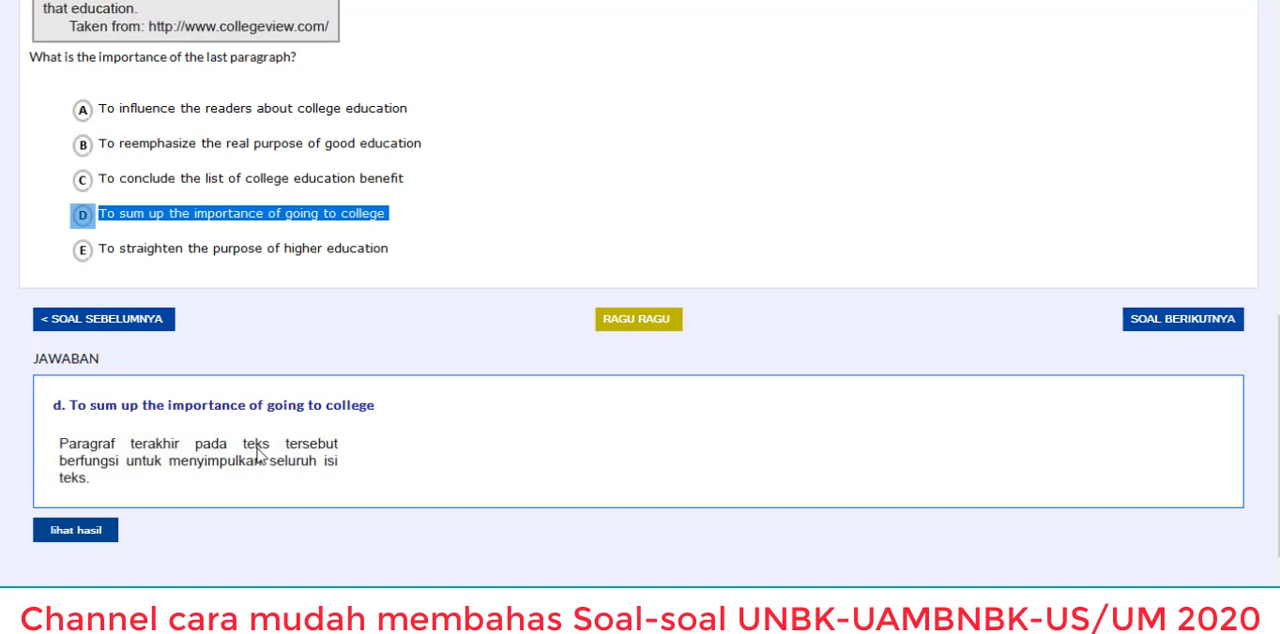 that education.
Taken from: http://www.collegeview.com/
What is the importance of the last paragraph?
A To influence the readers about college education
B To reemphasize the real purpose of good education
C To conclude the list of college education benefit
D To sum up the importance of going to college
E To straighten the purpose of higher education
< SOAL SEBELUMNYA
RAGU RAGU
SOAL BERIKUTNYA
JAWABAN
d. To sum up the importance of going to college
Paragraf terakhir pada teks tersebut
berfungsi untuk menyimpulkan seluruh isi
teks.
lihat hasil
Channel cara mudah membahas Soal-soal UNBK-UAMBNBK-US/UM 2020